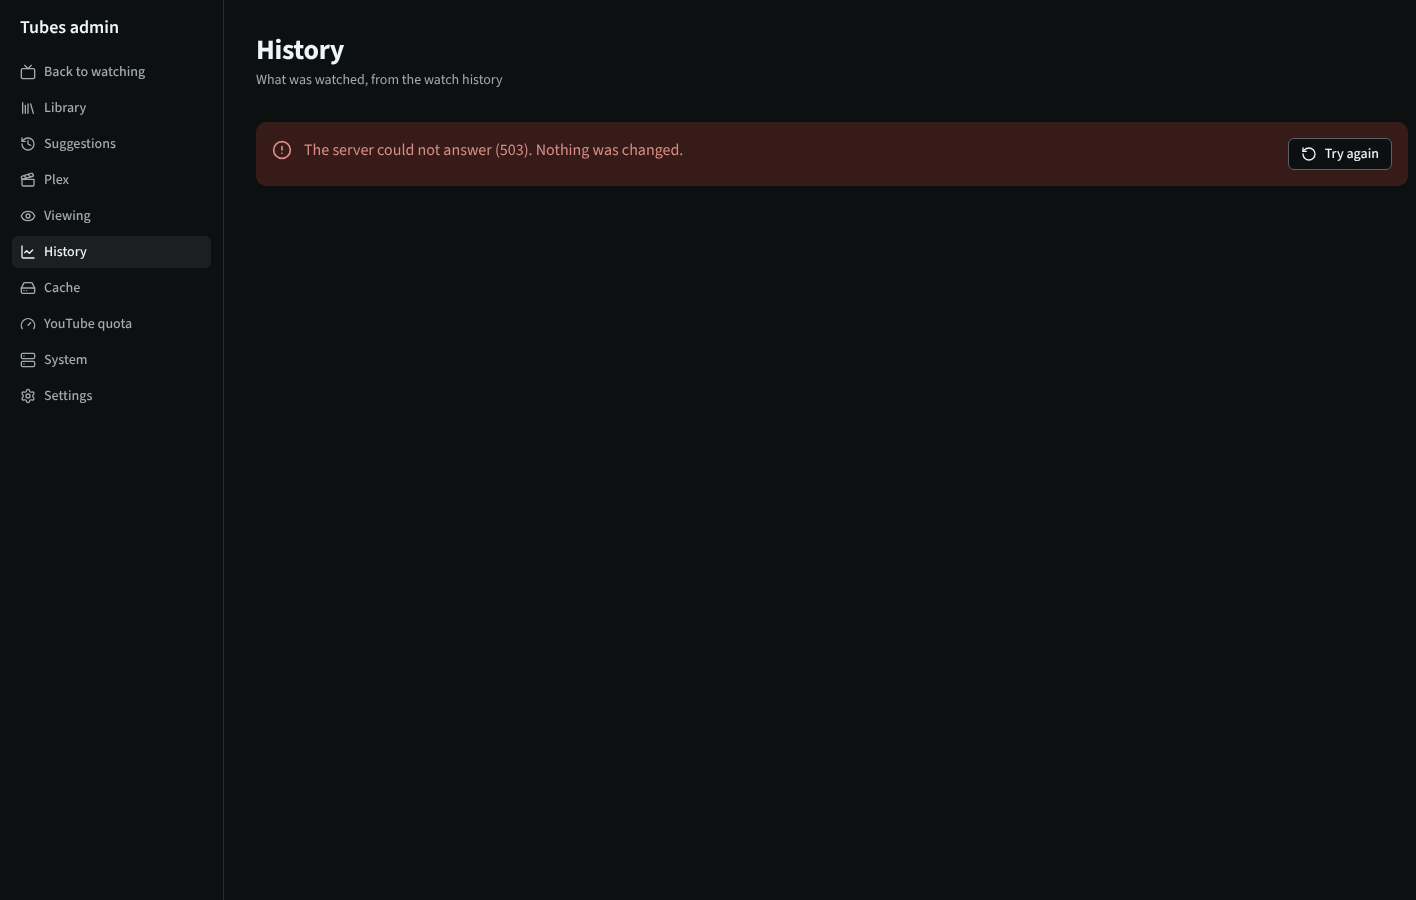 Tubes admin
Back to watching
Library
Suggestions
Plex
Viewing
History
Cache
YouTube quota
System
Settings
History
What was watched, from the watch history
The server could not answer (503). Nothing was changed.
Try again